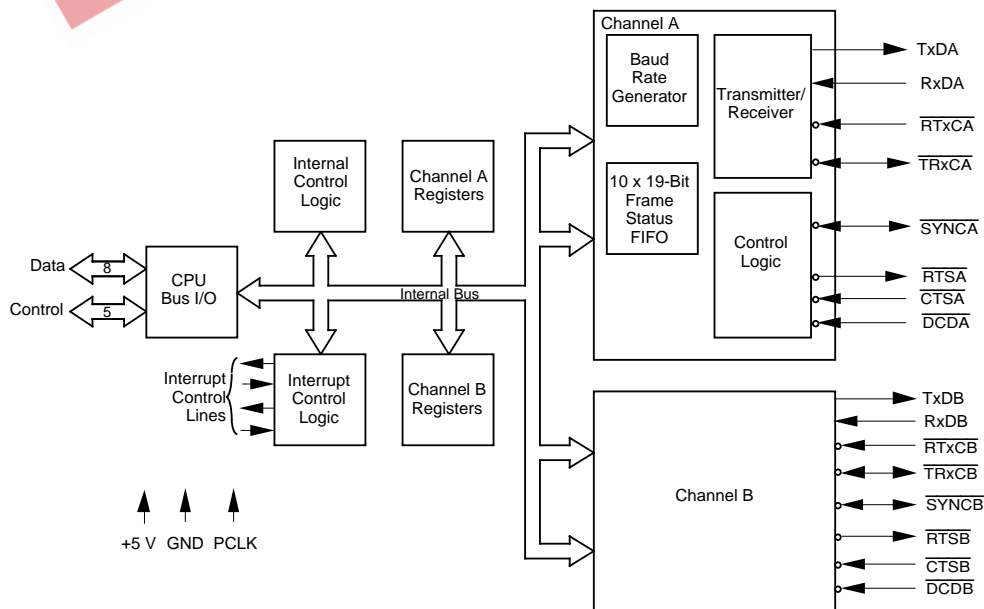 Channel A
Baud
Rate
Generator
Transmitter/
Receiver
10 x 19-Bit
Frame
Status
FIFO
Control
Logic
TxDA
RxDA
RTxCA
TRxCA
SYNCA
RTSA
CTSA
DCDA
Internal
Control
Logic
Channel A
Registers
Data
8
Control
5
CPU
Bus I/O
Internal Bus
Interrupt
Control
Lines
Interrupt
Control
Logic
Channel B
Registers
Channel B
TxDB
RxDB
RTxCB
TRxCB
SYNCB
RTSB
CTSB
DCDB
+5 V GND PCLK